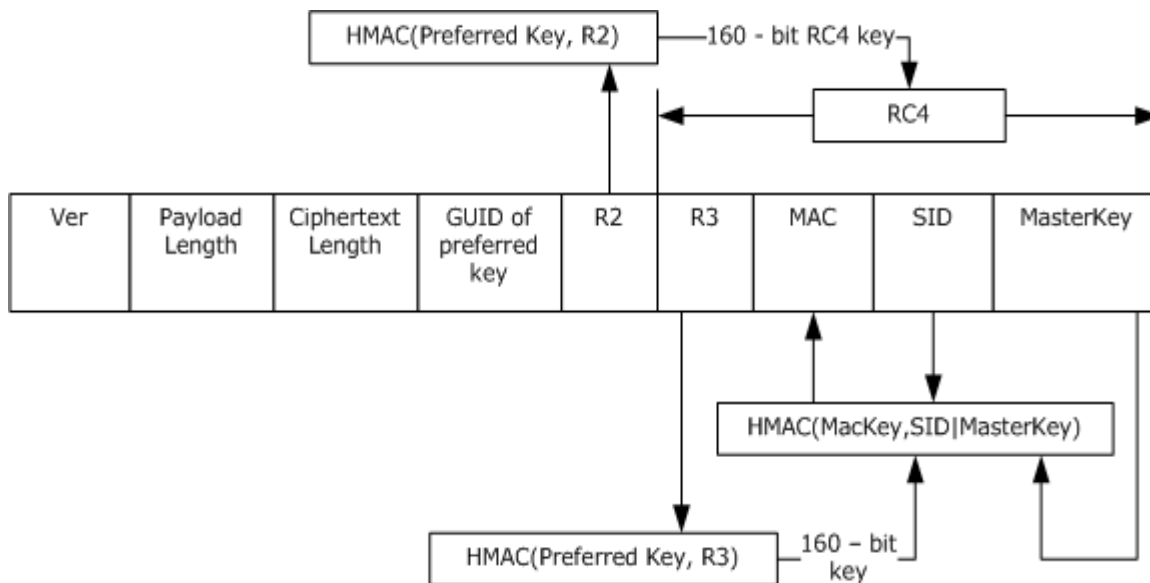 HMAC(Preferred Key, R2)
160 - bit RC4 key
RC4
Ver
Payload
Length
Ciphertext
Length
GUID of
preferred
key
R2
R3
MAC
SID
MasterKey
HMAC(MacKey,SID|MasterKey)
HMAC(Preferred Key, R3)
160 – bit
key